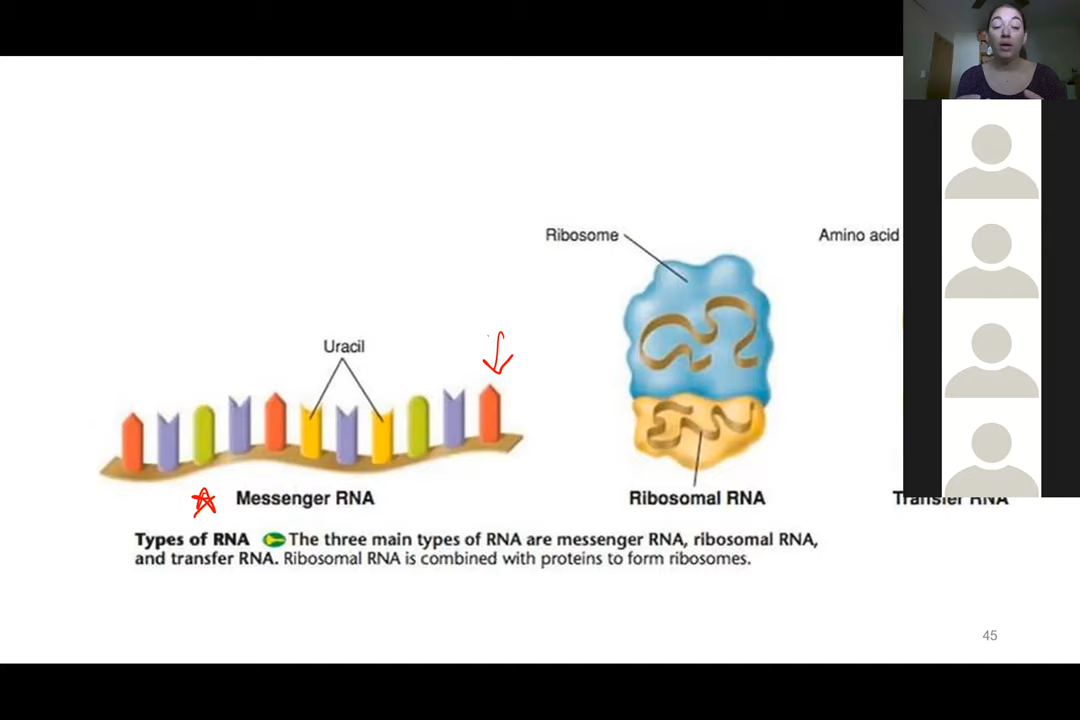 Ribosome
Amino acid
Uracil
Messenger RNA
Ribosomal RNA
Transfer RNA
Types of RNA The three main types of RNA are messenger RNA, ribosomal RNA,
and transfer RNA. Ribosomal RNA is combined with proteins to form ribosomes.
45